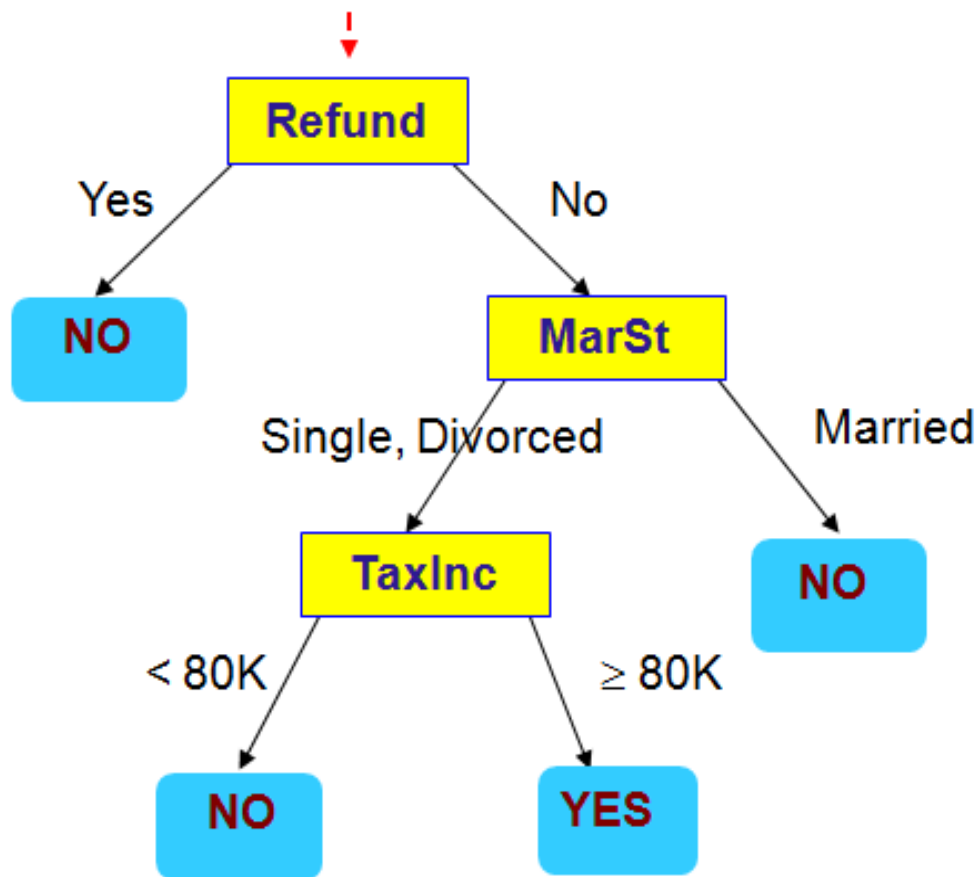 Refund
Yes
No
NO
MarSt
Single, Divorced
Married
TaxInc
NO
< 80K
≥ 80K
NO
YES